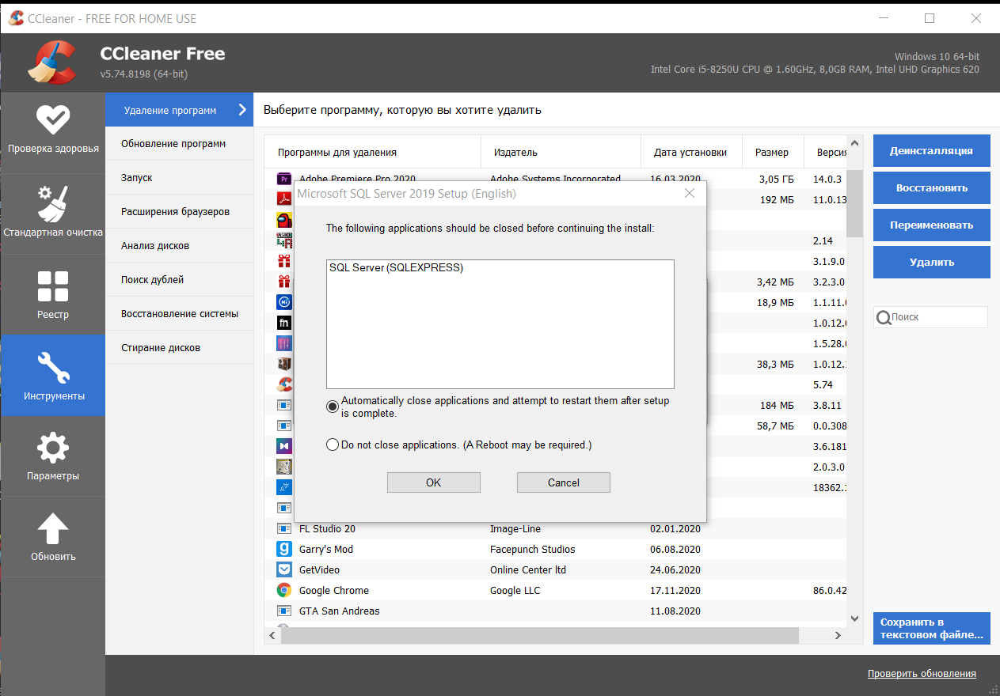 CCleaner - FREE FOR HOME USE
CCleaner Free
v5.74.8198 (64-bit)
Windows 10 64-bit
Intel Core i5-8250U CPU @ 1.60GHz, 8,0GB RAM, Intel UHD Graphics 620
Проверка здоровья
Стандартная очистка
Реестр
Инструменты
Параметры
Обновить
Удаление программ
Обновление программ
Запуск
Расширения браузеров
Анализ дисков
Поиск дублей
Восстановление системы
Стирание дисков
Выберите программу, которую вы хотите удалить
Программы для удаления Издатель Дата установки Размер Версия
Adobe Premiere Pro 2020 Adobe Systems Incorporated 16.03.2020 3,05 ГБ 14.0.3
192 МБ 11.0.13
2.14
3.1.9.0
3,42 МБ 3.2.3.0
18,9 МБ 1.1.11.
1.0.12.
1.5.28.
38,3 МБ 1.0.12.
5.74
184 МБ 3.8.11
58,7 МБ 0.0.308
3.6.181
2.0.3.0
18362.
FL Studio 20 Image-Line 02.01.2020
Garry's Mod Facepunch Studios 06.08.2020
GetVideo Online Center ltd 24.06.2020
Google Chrome Google LLC 17.11.2020 86.0.42
GTA San Andreas 11.08.2020
Microsoft SQL Server 2019 Setup (English)
The following applications should be closed before continuing the install:
SQL Server (SQLEXPRESS)
Automatically close applications and attempt to restart them after setup
is complete.
Do not close applications. (A Reboot may be required.)
OK Cancel
Деинсталляция
Восстановить
Переименовать
Удалить
Поиск
Сохранить в
текстовом файле...
Проверить обновления